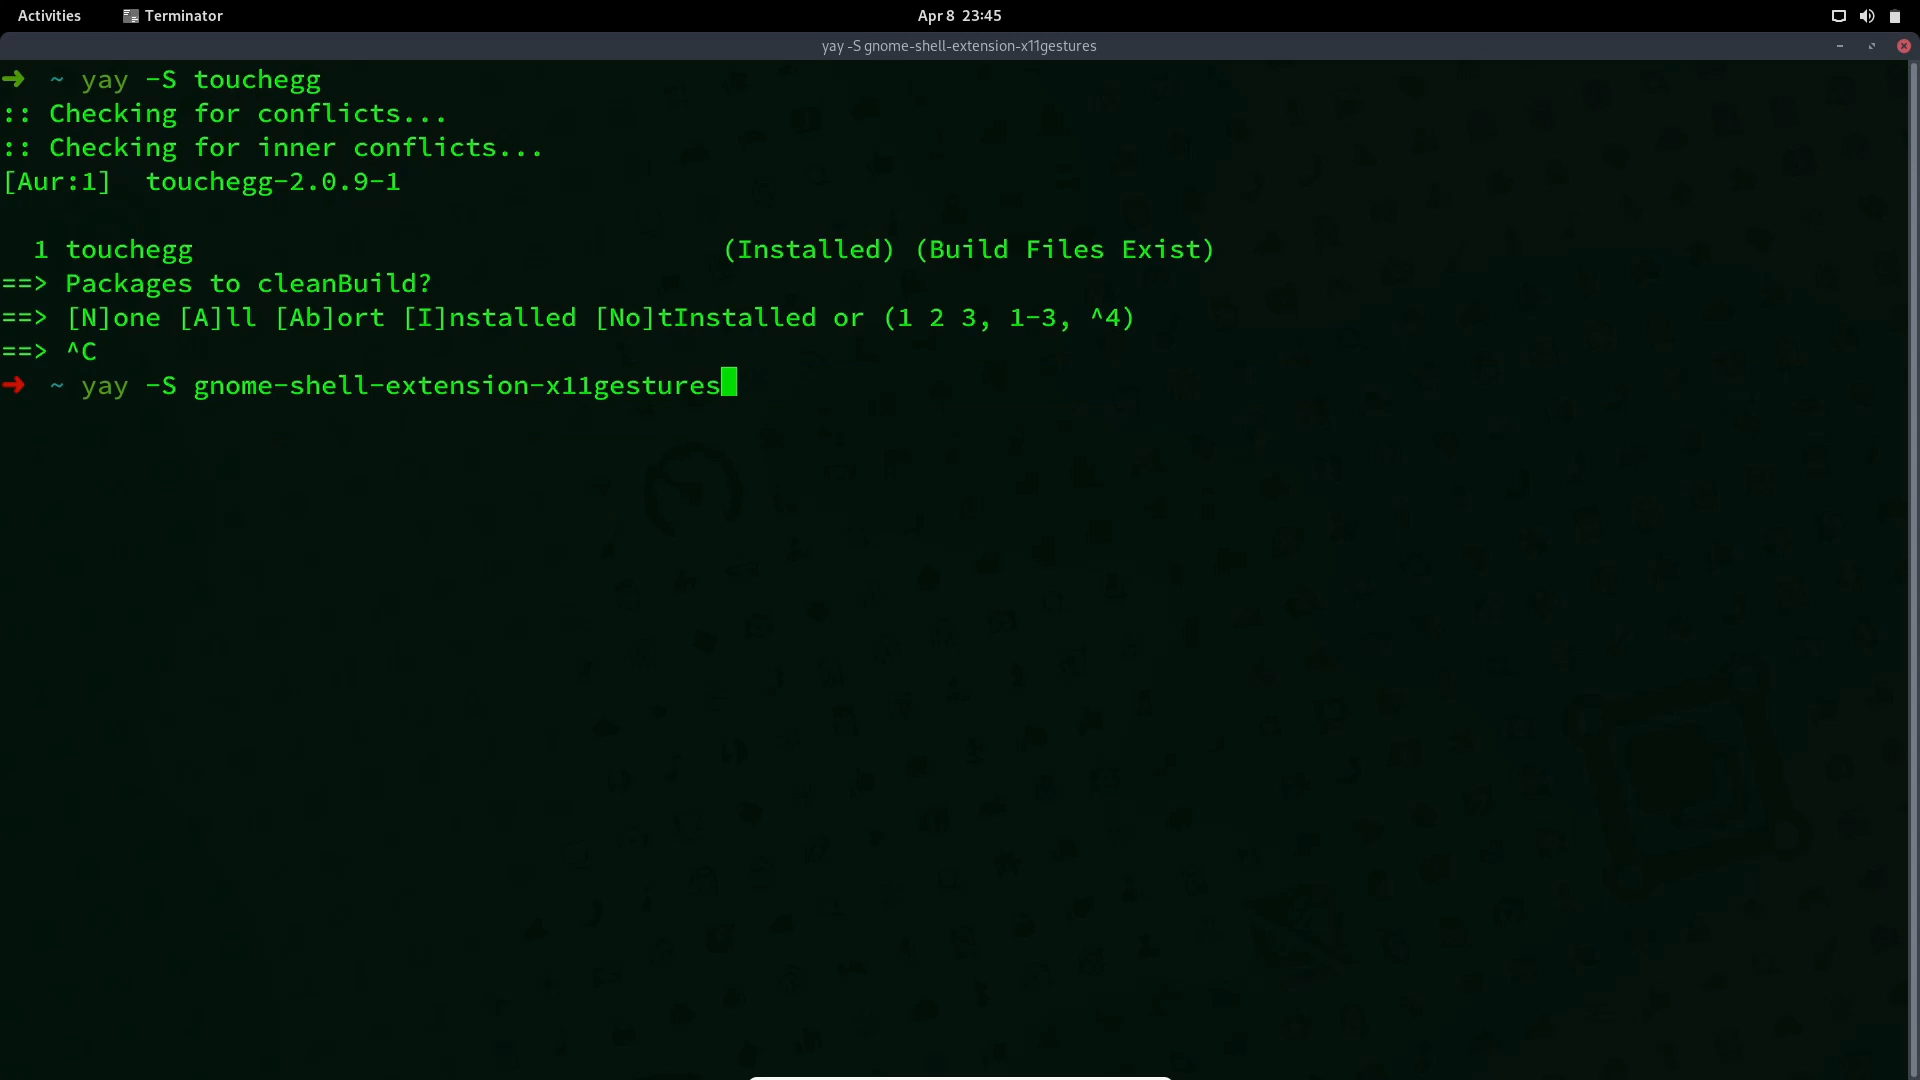 Activities Terminator Apr 8 23:45
yay -S gnome-shell-extension-x11gestures
➜ ~ yay -S touchegg
:: Checking for conflicts...
:: Checking for inner conflicts...
[Aur:1] touchegg-2.0.9-1
1 touchegg (Installed) (Build Files Exist)
==> Packages to cleanBuild?
==> [N]one [A]ll [Ab]ort [I]nstalled [No]tInstalled or (1 2 3, 1-3, ^4)
==> ^C
➜ ~ yay -S gnome-shell-extension-x11gestures